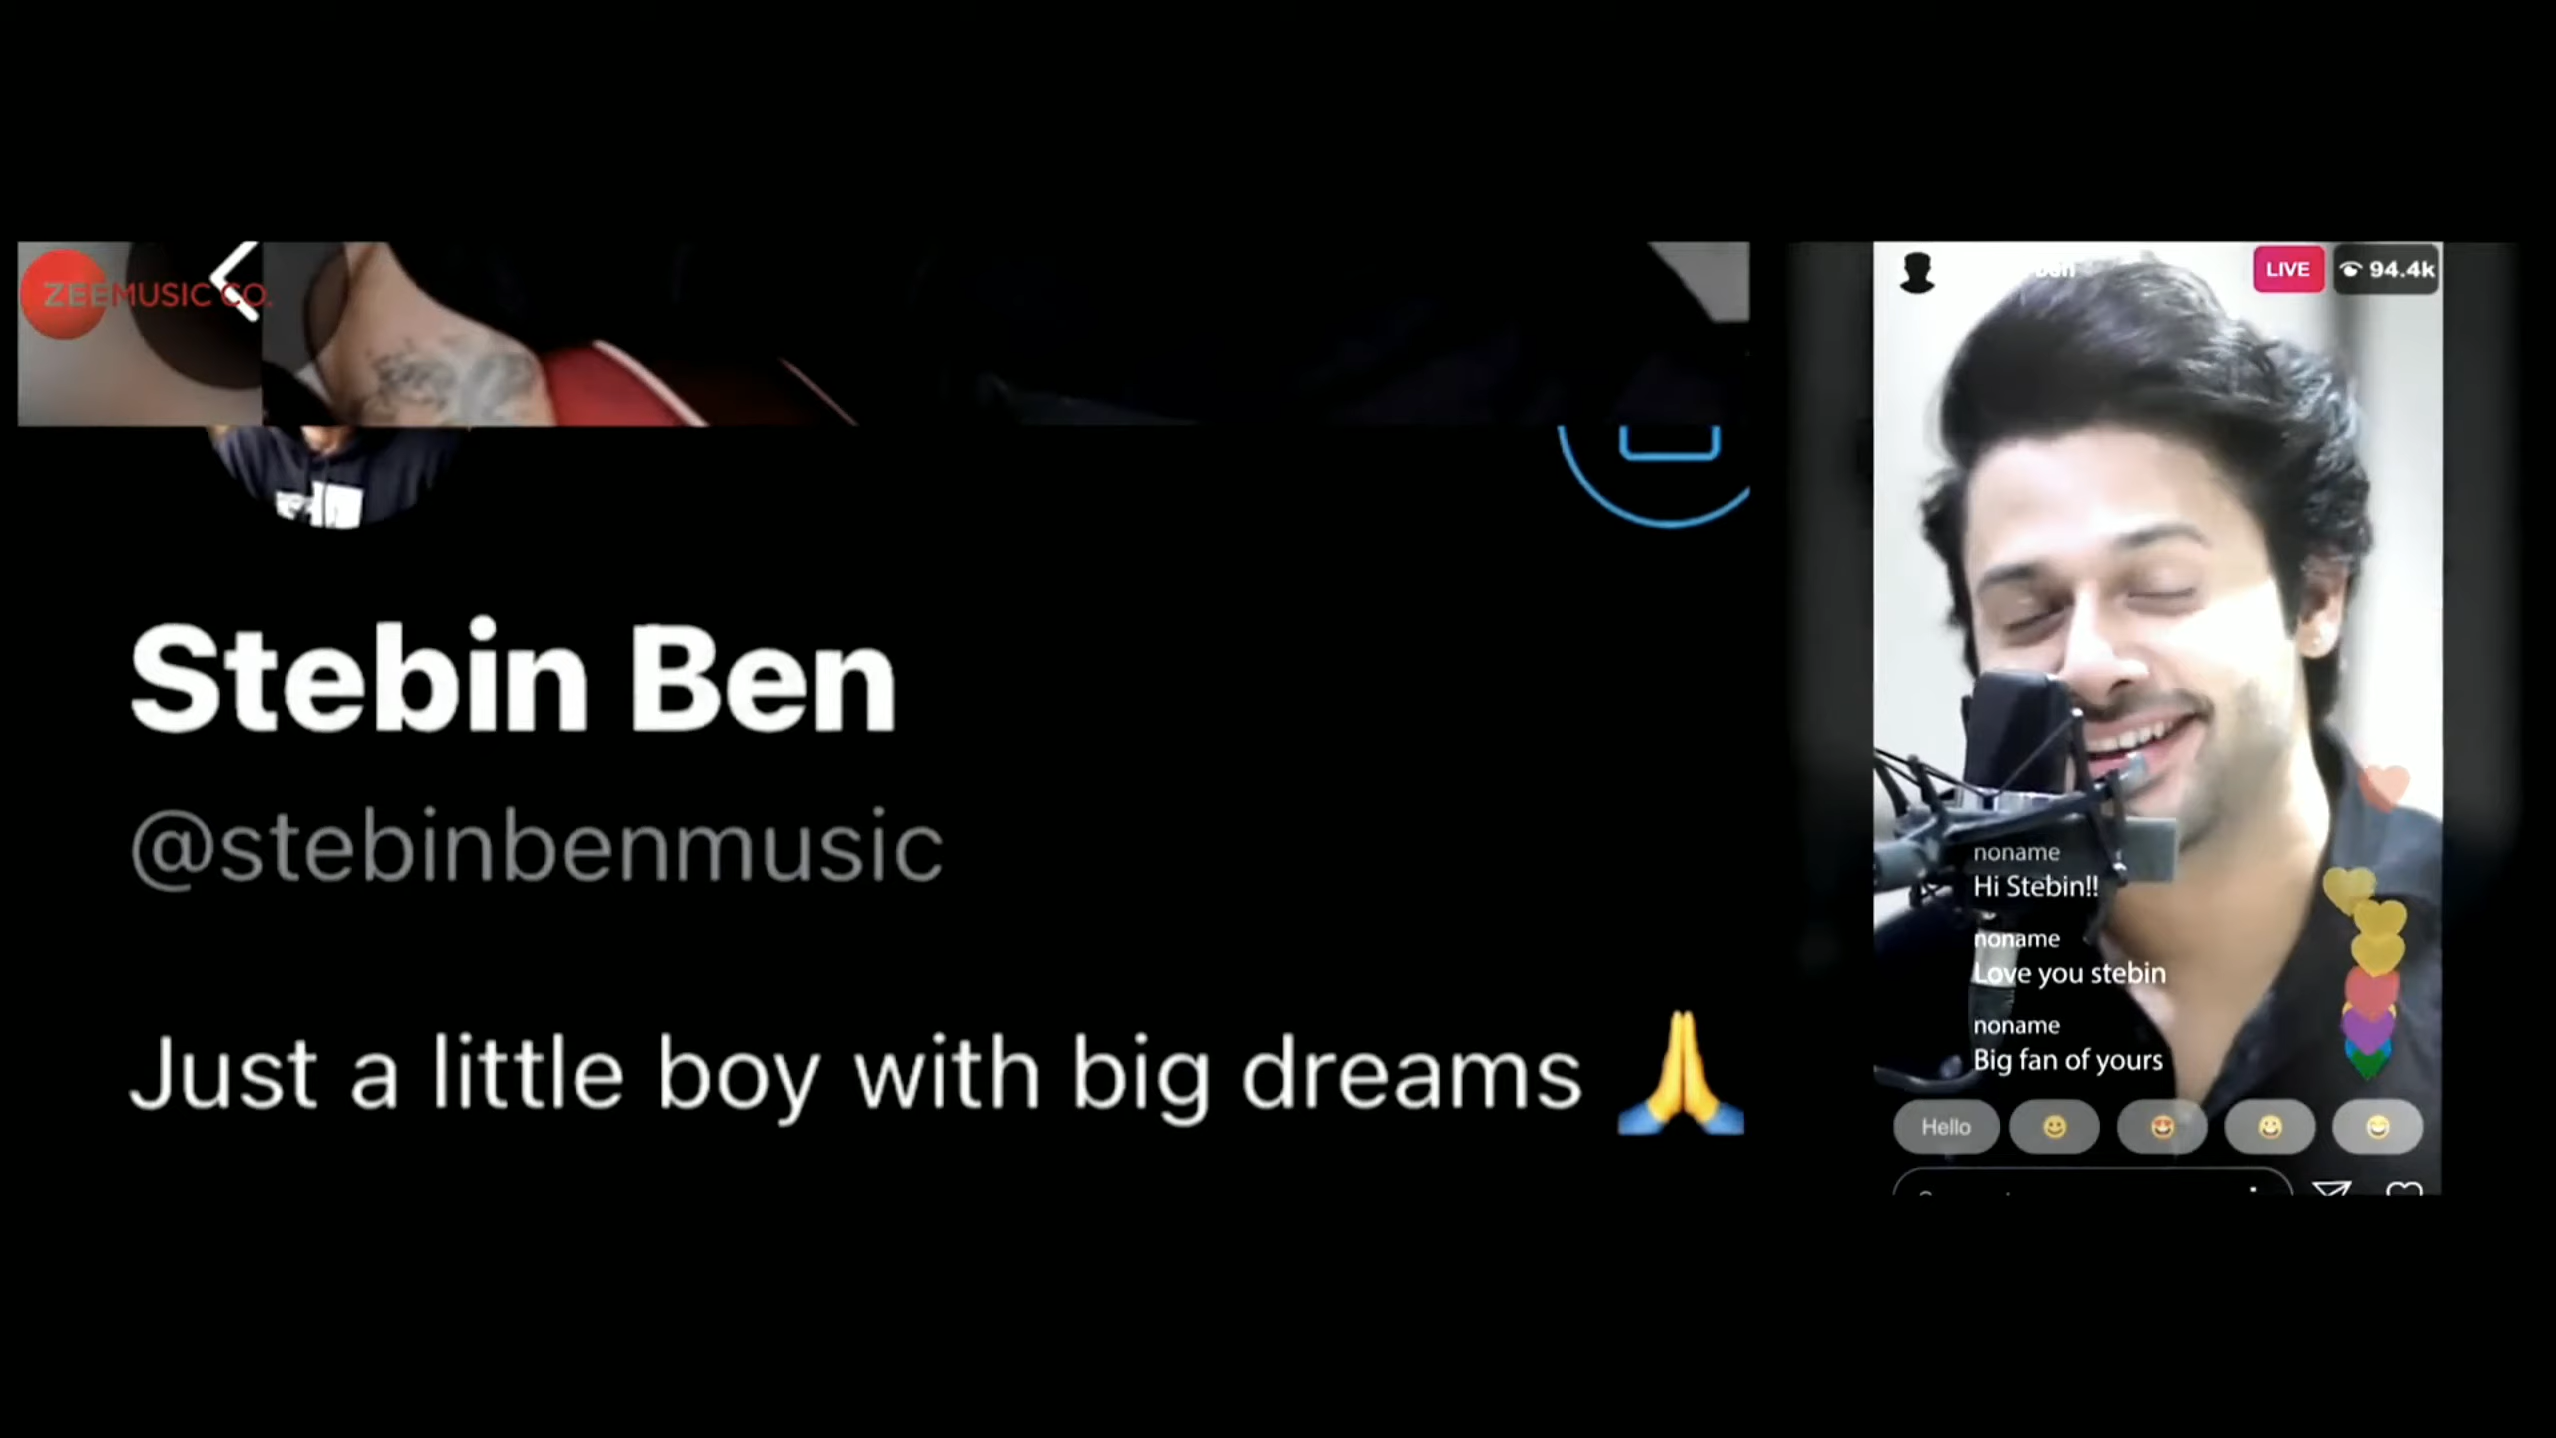 ZEEMUSIC CO.
Stebin Ben
@stebinbenmusic
Just a little boy with big dreams 🙏
ben
LIVE
94.4k
noname
Hi Stebin!!
noname
Love you stebin
noname
Big fan of yours
Hello